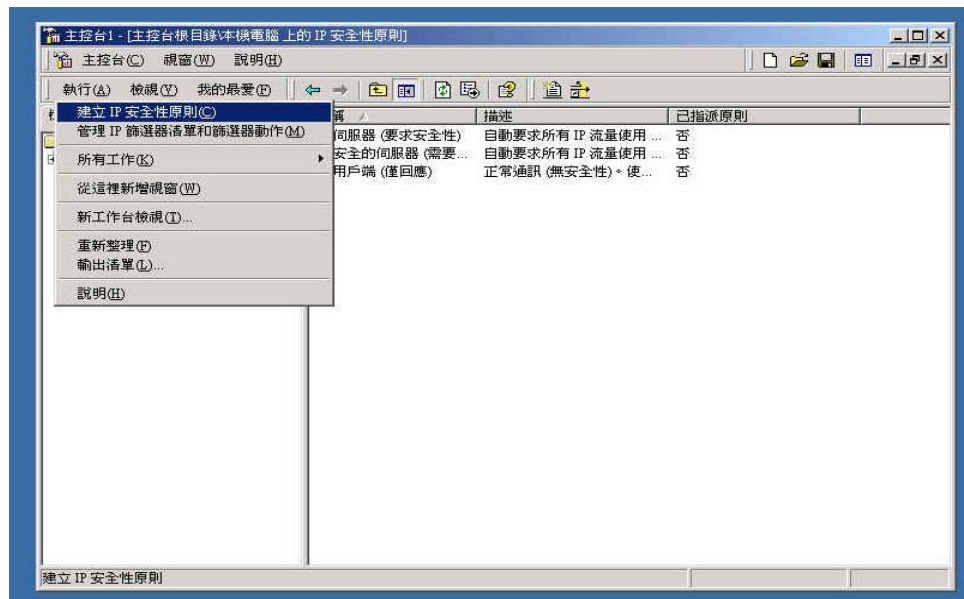 主控台1 - [主控台根目錄\本機電腦 上的 IP 安全性原則]
主控台(C) 視窗(W) 說明(H)
執行(A) 檢視(V) 我的最愛(F)
建立 IP 安全性原則(C)
管理 IP 篩選器清單和篩選器動作(M)
所有工作(K)
從這裡新增視窗(W)
新工作台檢視(T)...
重新整理(F)
輸出清單(L)...
說明(H)
稱 描述 已指派原則
伺服器 (要求安全性) 自動要求所有 IP 流量使用 ... 否
安全的伺服器 (需要... 自動要求所有 IP 流量使用 ... 否
用戶端 (僅回應) 正常通訊 (無安全性)。使... 否
建立 IP 安全性原則